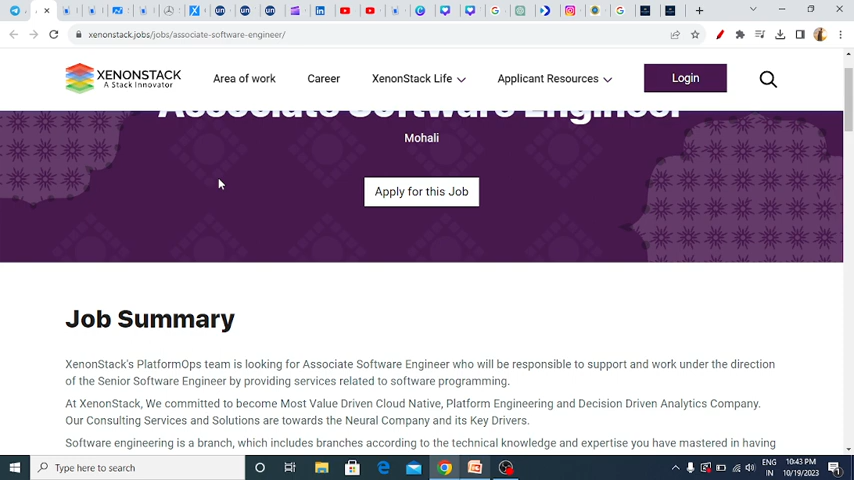 xenonstack.jobs/jobs/associate-software-engineer/
XENONSTACK
A Stack Innovator
Area of work
Career
XenonStack Life
Applicant Resources
Login
Associate Software Engineer
Mohali
Apply for this Job
Job Summary
XenonStack's PlatformOps team is looking for Associate Software Engineer who will be responsible to support and work under the direction
of the Senior Software Engineer by providing services related to software programming.
At XenonStack, We committed to become Most Value Driven Cloud Native, Platform Engineering and Decision Driven Analytics Company.
Our Consulting Services and Solutions are towards the Neural Company and its Key Drivers.
Software engineering is a branch, which includes branches according to the technical knowledge and expertise you have mastered in having
Type here to search
ENG
IN
10:43 PM
10/19/2023